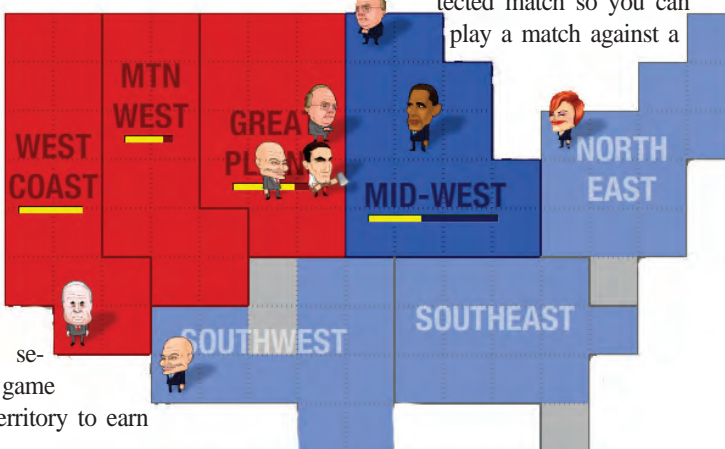 tected match so you can
play a match against a
MTN
WEST
GREAT
PLAINS
WEST
COAST
MID-WEST
NORTH
EAST
SOUTHWEST
SOUTHEAST
se-
game
erritory to earn